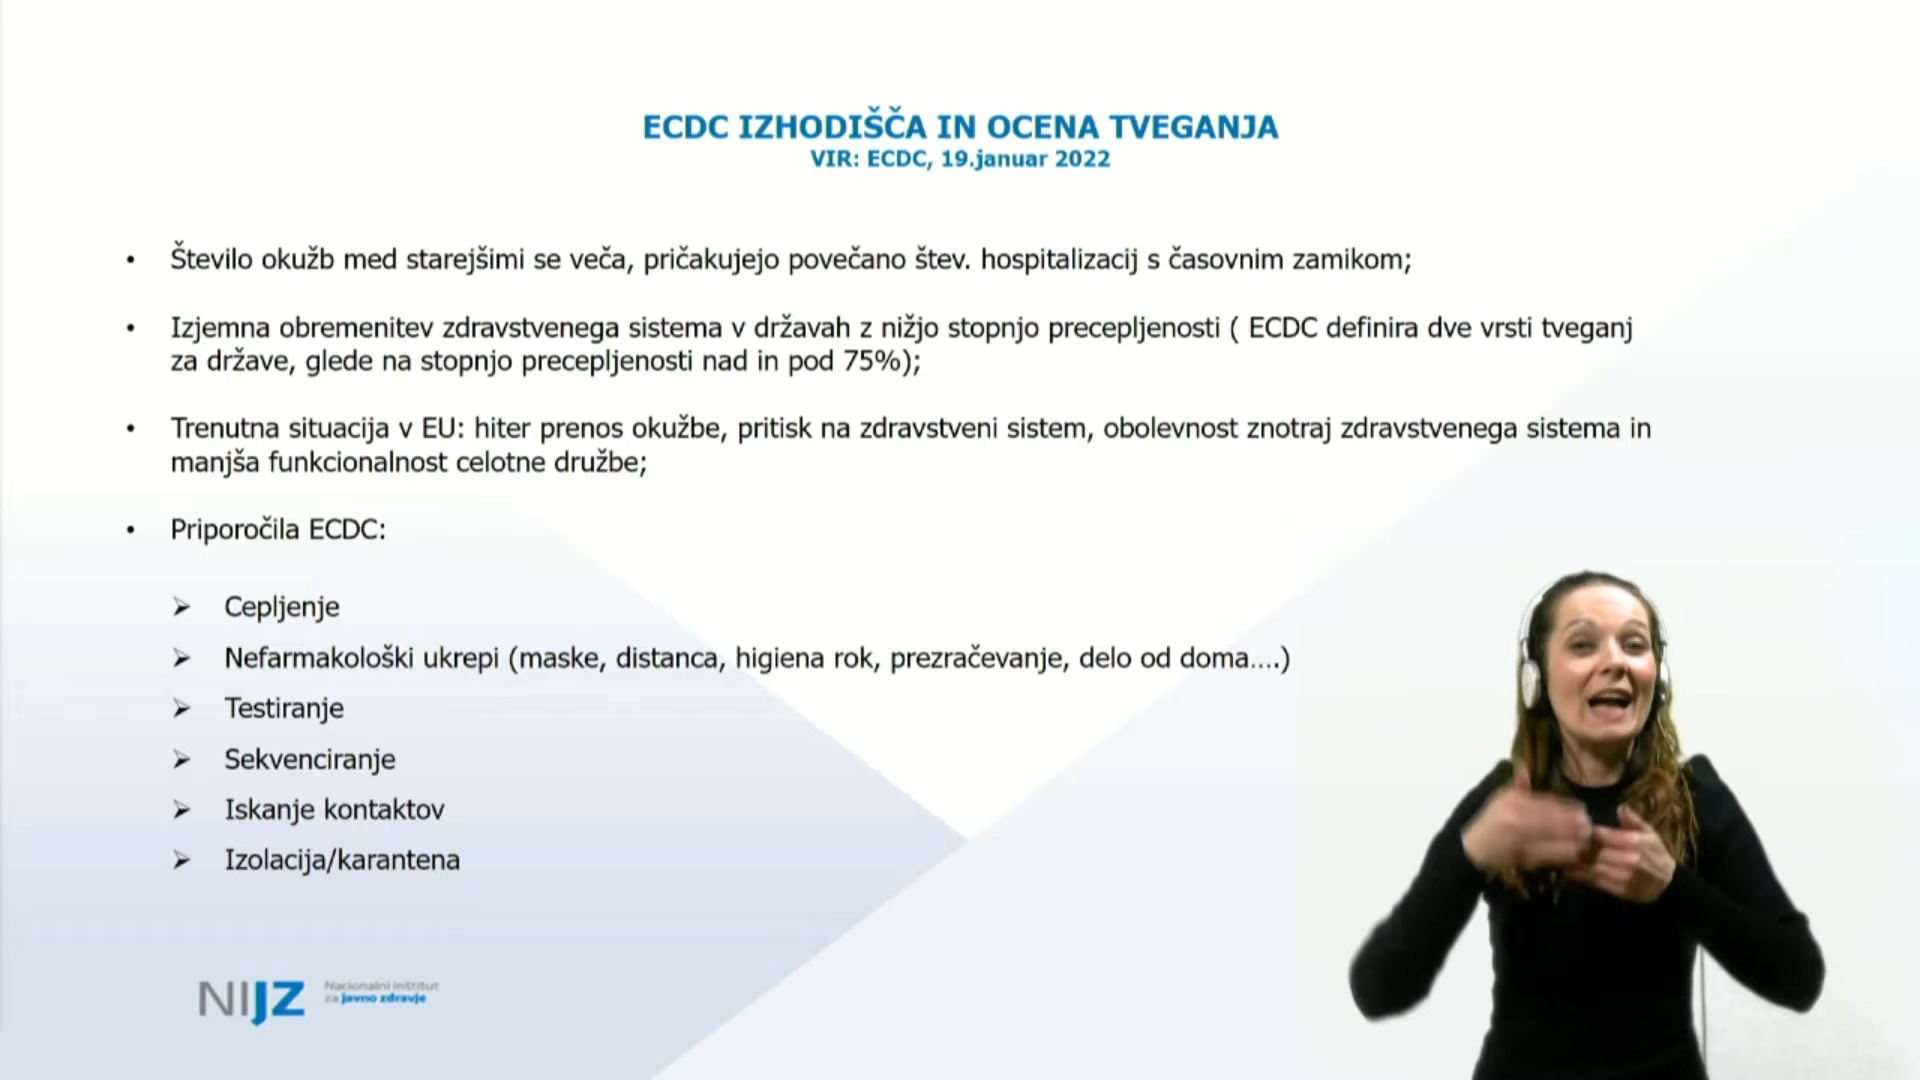 ECDC IZHODIŠČA IN OCENA TVEGANJA
VIR: ECDC, 19.januar 2022
• Število okužb med starejšimi se veča, pričakujejo povečano štev. hospitalizacij s časovnim zamikom;
• Izjemna obremenitev zdravstvenega sistema v državah z nižjo stopnjo precepljenosti ( ECDC definira dve vrsti tveganj
za države, glede na stopnjo precepljenosti nad in pod 75%);
• Trenutna situacija v EU: hiter prenos okužbe, pritisk na zdravstveni sistem, obolevnost znotraj zdravstvenega sistema in
manjša funkcionalnost celotne družbe;
• Priporočila ECDC:
➢ Cepljenje
➢ Nefarmakološki ukrepi (maske, distanca, higiena rok, prezračevanje, delo od doma....)
➢ Testiranje
➢ Sekvenciranje
➢ Iskanje kontaktov
➢ Izolacija/karantena
NIJZ
Nacionalni inštitut
za javno zdravje